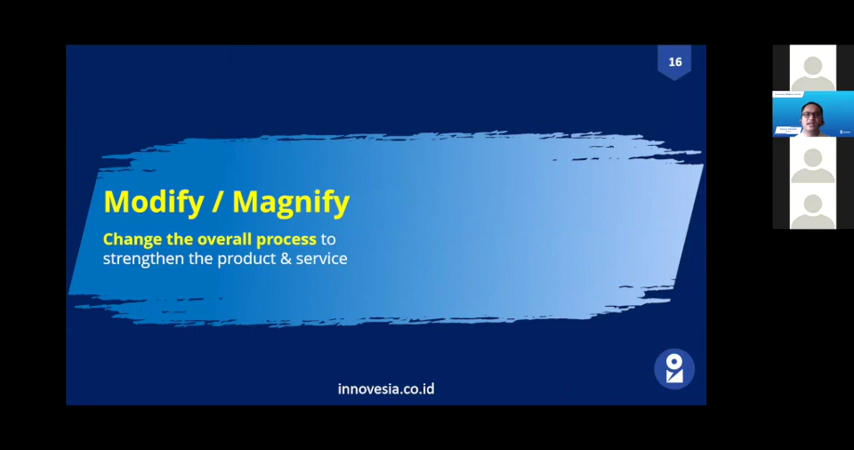 16
Modify / Magnify
Change the overall process to
strengthen the product & service
innovesia.co.id